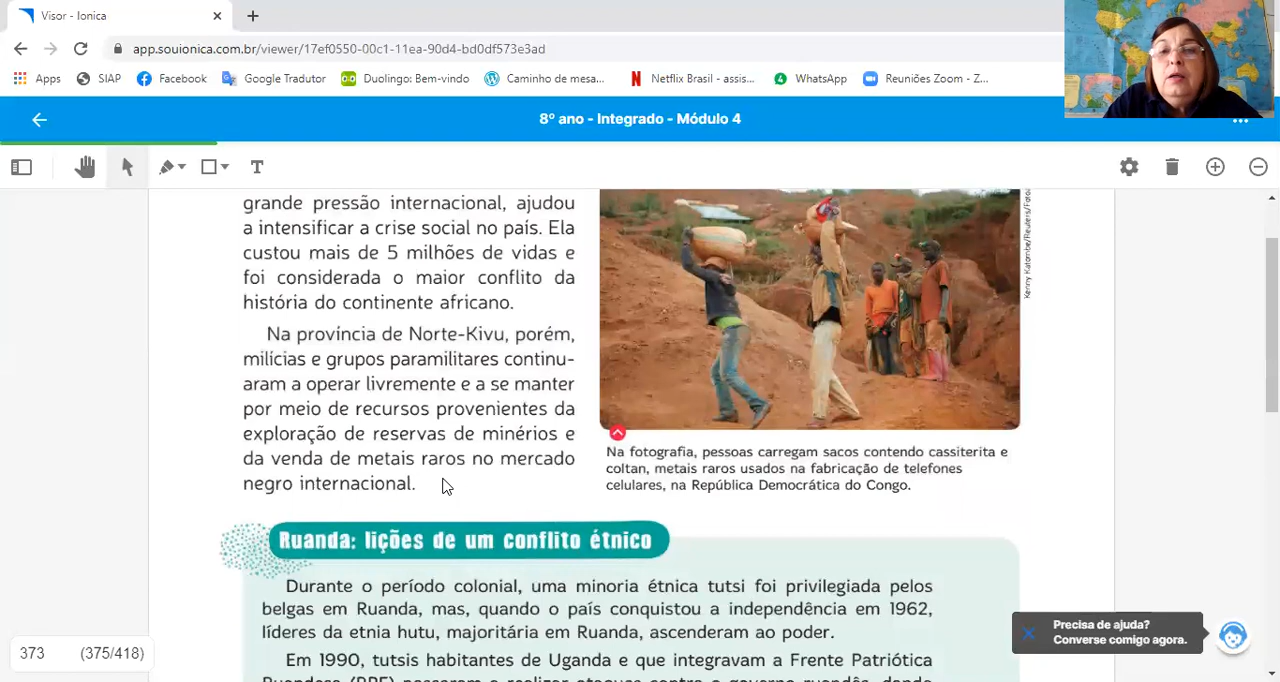 Visor - Ionica
app.souionica.com.br/viewer/17ef0550-00c1-11ea-90d4-bd0df573e3ad
Apps SIAP Facebook Google Tradutor Duolingo: Bem-vindo Caminho de mesa... Netflix Brasil - assis... WhatsApp Reuniões Zoom - Z...
8º ano - Integrado - Módulo 4
T
grande pressão internacional, ajudou
a intensificar a crise social no país. Ela
custou mais de 5 milhões de vidas e
foi considerada o maior conflito da
história do continente africano.
Na província de Norte-Kivu, porém,
milícias e grupos paramilitares continu-
aram a operar livremente e a se manter
por meio de recursos provenientes da
exploração de reservas de minérios e
da venda de metais raros no mercado
negro internacional.
Kenny Katombe/Reuters/
Na fotografia, pessoas carregam sacos contendo cassiterita e
coltan, metais raros usados na fabricação de telefones
celulares, na República Democrática do Congo.
Ruanda: lições de um conflito étnico
Durante o período colonial, uma minoria étnica tutsi foi privilegiada pelos
belgas em Ruanda, mas, quando o país conquistou a independência em 1962,
líderes da etnia hutu, majoritária em Ruanda, ascenderam ao poder.
Em 1990, tutsis habitantes de Uganda e que integravam a Frente Patriótica
Ruandesa (RPF) passaram a realizar ataques contra o governo ruandês, dando
Precisa de ajuda?
Converse comigo agora.
373 (375/418)